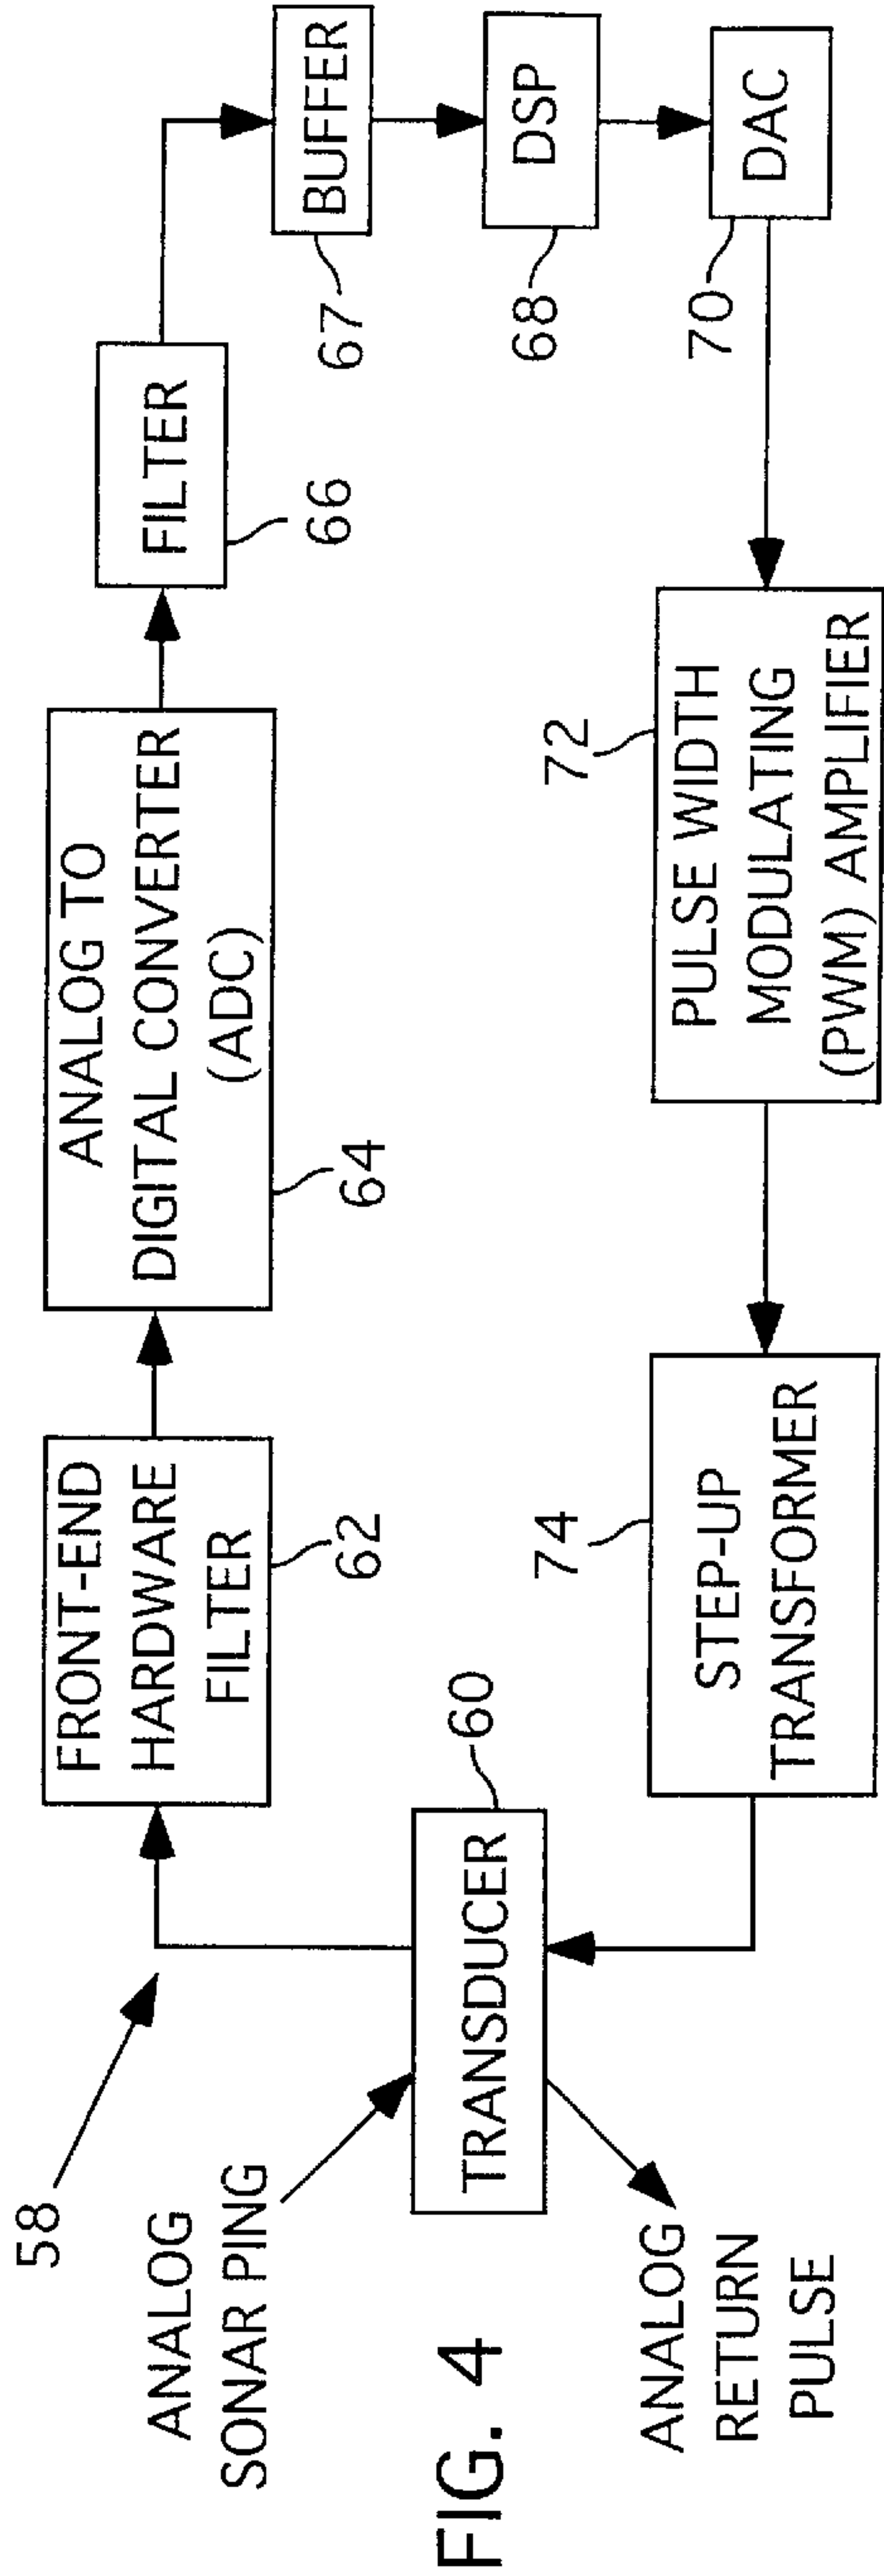 58
ANALOG
SONAR PING
TRANSDUCER
60
FRONT-END
HARDWARE
FILTER
62
ANALOG TO
DIGITAL CONVERTER
(ADC)
64
FILTER
66
BUFFER
67
DSP
68
DAC
70
PULSE WIDTH
MODULATING
(PWM) AMPLIFIER
72
STEP-UP
TRANSFORMER
74
ANALOG
RETURN
PULSE
FIG. 4